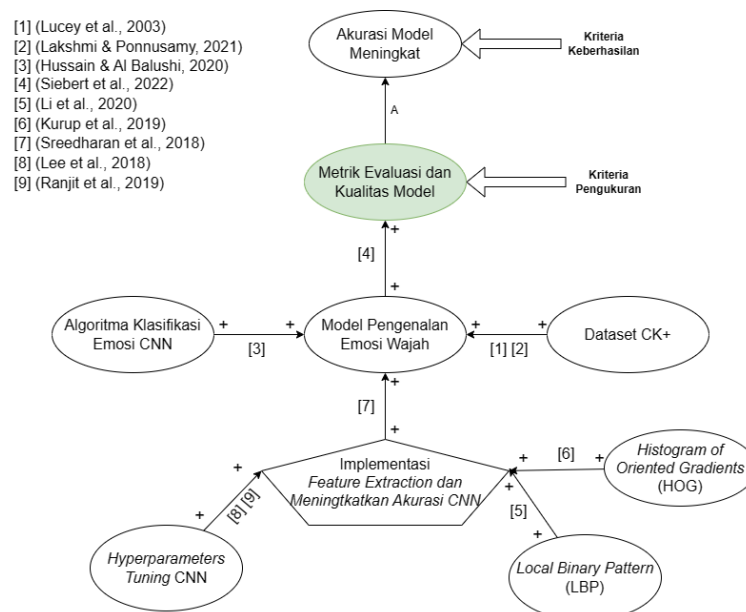 [1] (Lucey et al., 2003)
[2] (Lakshmi & Ponnusamy, 2021)
[3] (Hussain & Al Balushi, 2020)
[4] (Siebert et al., 2022)
[5] (Li et al., 2020)
[6] (Kurup et al., 2019)
[7] (Sreedharan et al., 2018)
[8] (Lee et al., 2018)
[9] (Ranjit et al., 2019)
Akurasi Model
Meningkat
Kriteria
Keberhasilan
A
Metrik Evaluasi dan
Kualitas Model
Kriteria
Pengukuran
+
[4]
+
Algoritma Klasifikasi
Emosi CNN
+
[3]
+
Model Pengenalan
Emosi Wajah
+
[1] [2]
+
Dataset CK+
+
[7]
+
Implementasi
Feature Extraction dan
Meningtkatkan Akurasi CNN
+
[8] [9]
+
Hyperparameters
Tuning CNN
+
[6]
+
Histogram of
Oriented Gradients
(HOG)
+
[5]
+
Local Binary Pattern
(LBP)